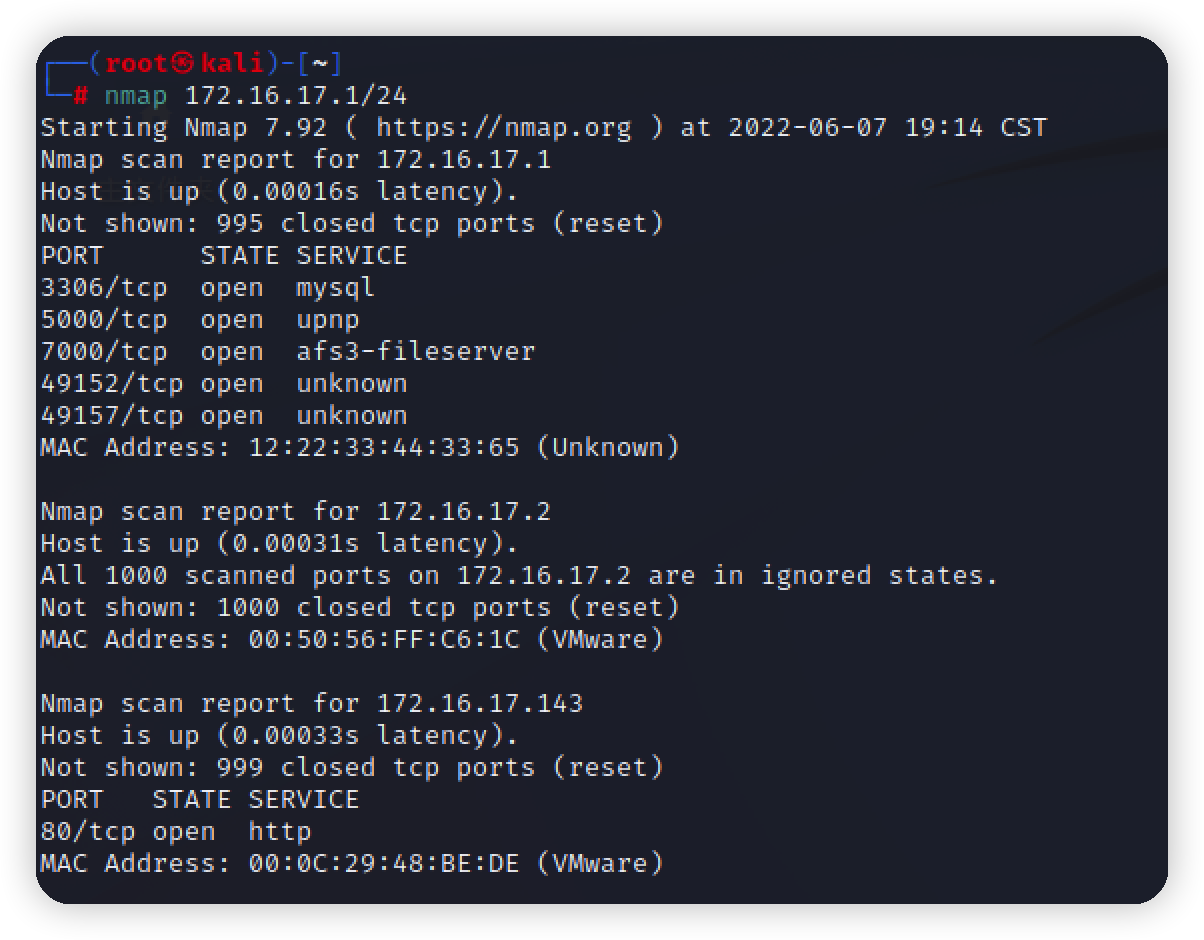 ┌──(root㉿kali)-[~]
└─# nmap 172.16.17.1/24
Starting Nmap 7.92 ( https://nmap.org ) at 2022-06-07 19:14 CST
Nmap scan report for 172.16.17.1
Host is up (0.00016s latency).
Not shown: 995 closed tcp ports (reset)
PORT      STATE SERVICE
3306/tcp  open  mysql
5000/tcp  open  upnp
7000/tcp  open  afs3-fileserver
49152/tcp open  unknown
49157/tcp open  unknown
MAC Address: 12:22:33:44:33:65 (Unknown)

Nmap scan report for 172.16.17.2
Host is up (0.00031s latency).
All 1000 scanned ports on 172.16.17.2 are in ignored states.
Not shown: 1000 closed tcp ports (reset)
MAC Address: 00:50:56:FF:C6:1C (VMware)

Nmap scan report for 172.16.17.143
Host is up (0.00033s latency).
Not shown: 999 closed tcp ports (reset)
PORT   STATE SERVICE
80/tcp open  http
MAC Address: 00:0C:29:48:BE:DE (VMware)